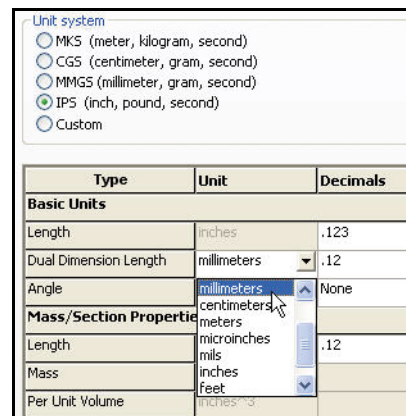 Unit system
MKS (meter, kilogram, second)
CGS (centimeter, gram, second)
MMGS (millimeter, gram, second)
IPS (inch, pound, second)
Custom
Type Unit Decimals
Basic Units
Length inches .123
Dual Dimension Length millimeters .12
Angle None
millimeters
centimeters
meters
microinches
mils
inches
feet
Mass/Section Propertie
Length .12
Mass
Per Unit Volume inches^3